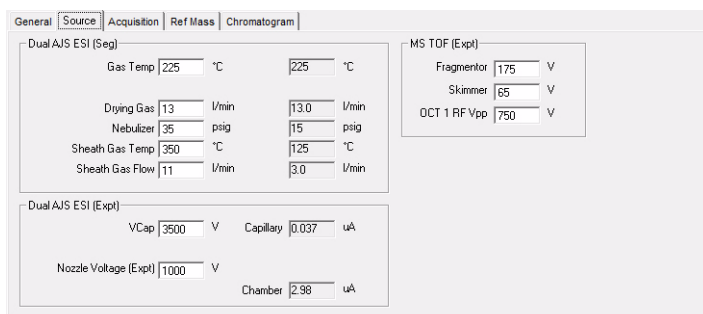 General Source Acquisition Ref Mass Chromatogram
Dual AJS ESI (Seg)
Gas Temp 225 °C 225 °C
Drying Gas 13 l/min 13.0 l/min
Nebulizer 35 psig 15 psig
Sheath Gas Temp 350 °C 125 °C
Sheath Gas Flow 11 l/min 3.0 l/min
Dual AJS ESI (Expt)
VCap 3500 V Capillary 0.037 uA
Nozzle Voltage (Expt) 1000 V
Chamber 2.98 uA
MS TOF (Expt)
Fragmentor 175 V
Skimmer 65 V
OCT 1 RF Vpp 750 V